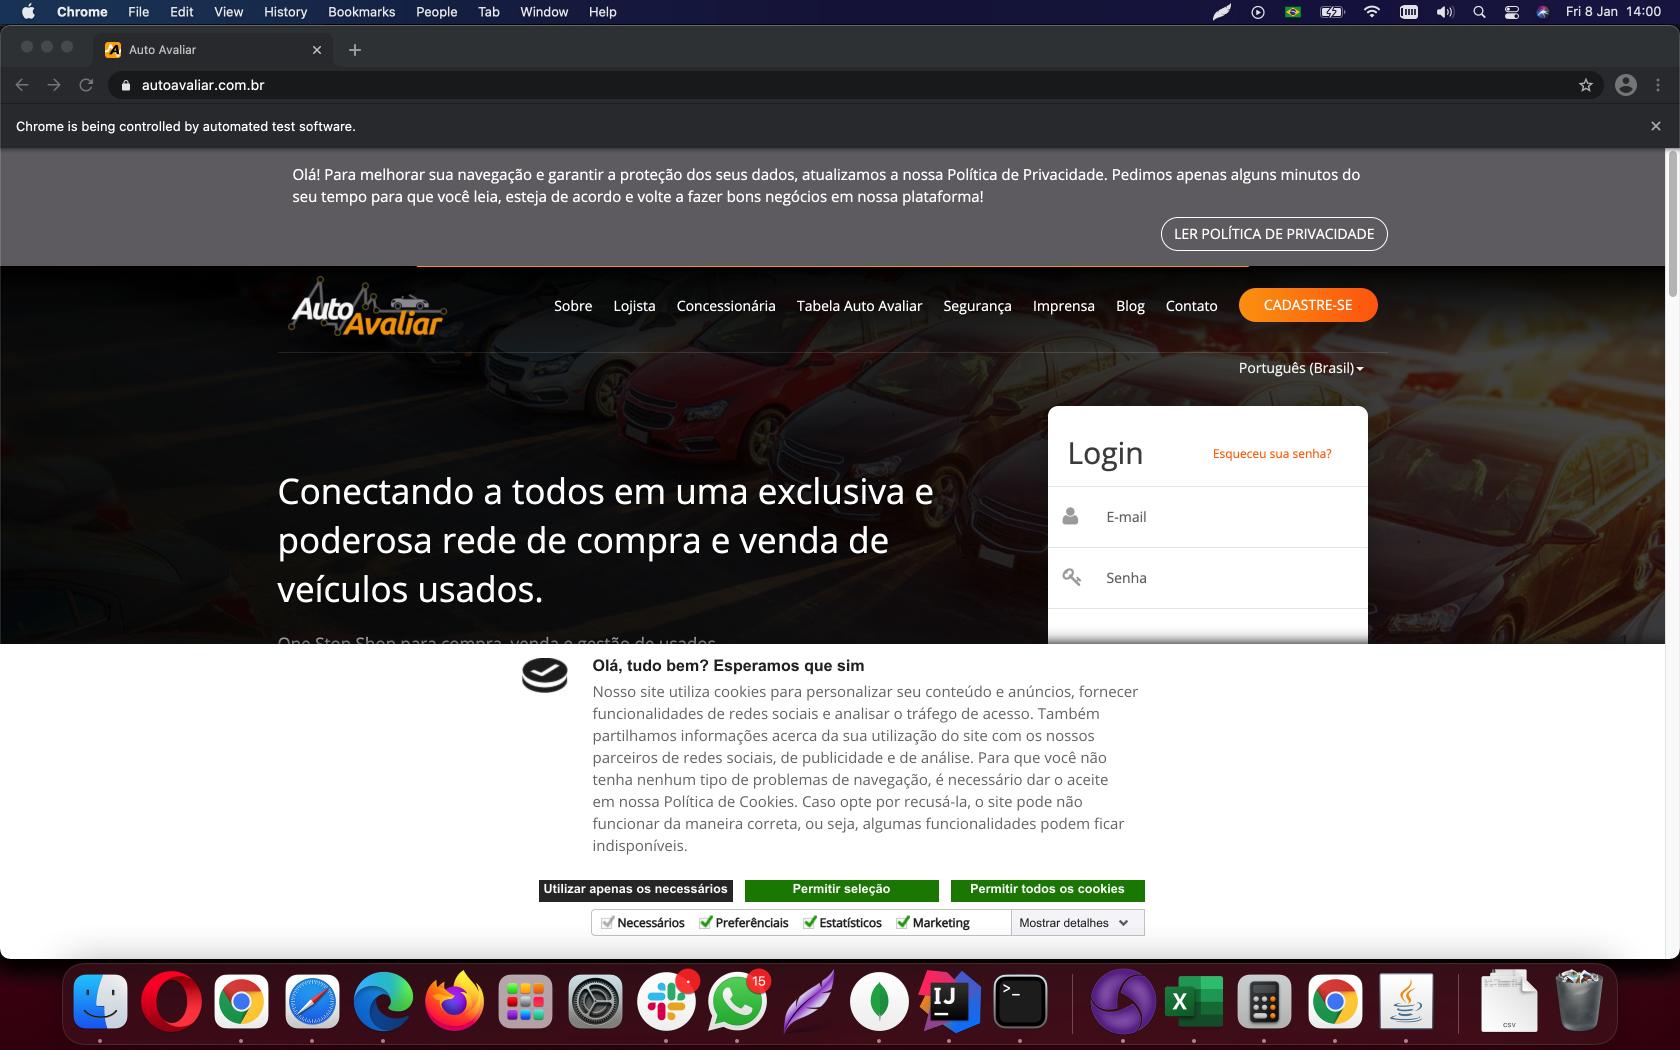 Chrome File Edit View History Bookmarks People Tab Window Help Fri 8 Jan 14:00
Auto Avaliar
autoavaliar.com.br
Chrome is being controlled by automated test software.
Olá! Para melhorar sua navegação e garantir a proteção dos seus dados, atualizamos a nossa Política de Privacidade. Pedimos apenas alguns minutos do
seu tempo para que você leia, esteja de acordo e volte a fazer bons negócios em nossa plataforma!
LER POLÍTICA DE PRIVACIDADE
Auto
Avaliar
Sobre Lojista Concessionária Tabela Auto Avaliar Segurança Imprensa Blog Contato CADASTRE-SE
Português (Brasil)
Login Esqueceu sua senha?
E-mail
Senha
Conectando a todos em uma exclusiva e
poderosa rede de compra e venda de
veículos usados.
One Stop Shop para compra, venda e gestão de usados
Olá, tudo bem? Esperamos que sim
Nosso site utiliza cookies para personalizar seu conteúdo e anúncios, fornecer
funcionalidades de redes sociais e analisar o tráfego de acesso. Também
partilhamos informações acerca da sua utilização do site com os nossos
parceiros de redes sociais, de publicidade e de análise. Para que você não
tenha nenhum tipo de problemas de navegação, é necessário dar o aceite
em nossa Política de Cookies. Caso opte por recusá-la, o site pode não
funcionar da maneira correta, ou seja, algumas funcionalidades podem ficar
indisponíveis.
Utilizar apenas os necessários Permitir seleção Permitir todos os cookies
Necessários Preferênciais Estatísticos Marketing Mostrar detalhes
15
IJ
>_
X
CSV